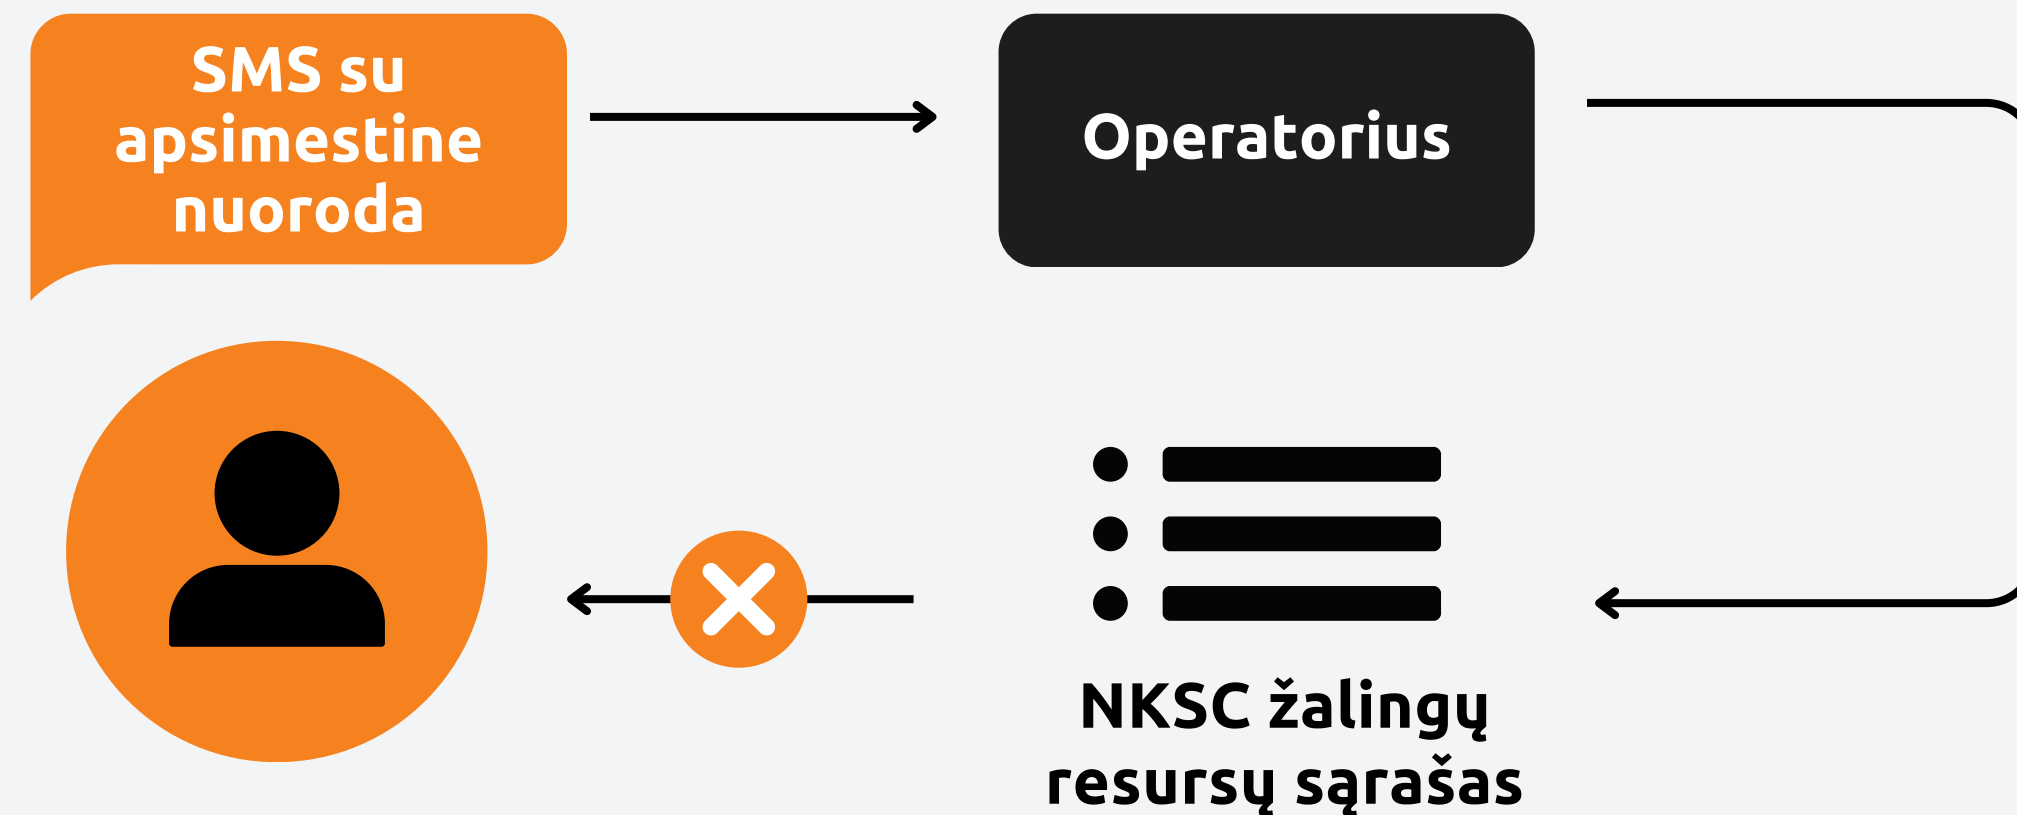 SMS su
apsimestine
nuoroda
Operatorius
NKSC žalingų
resursų sąrašas